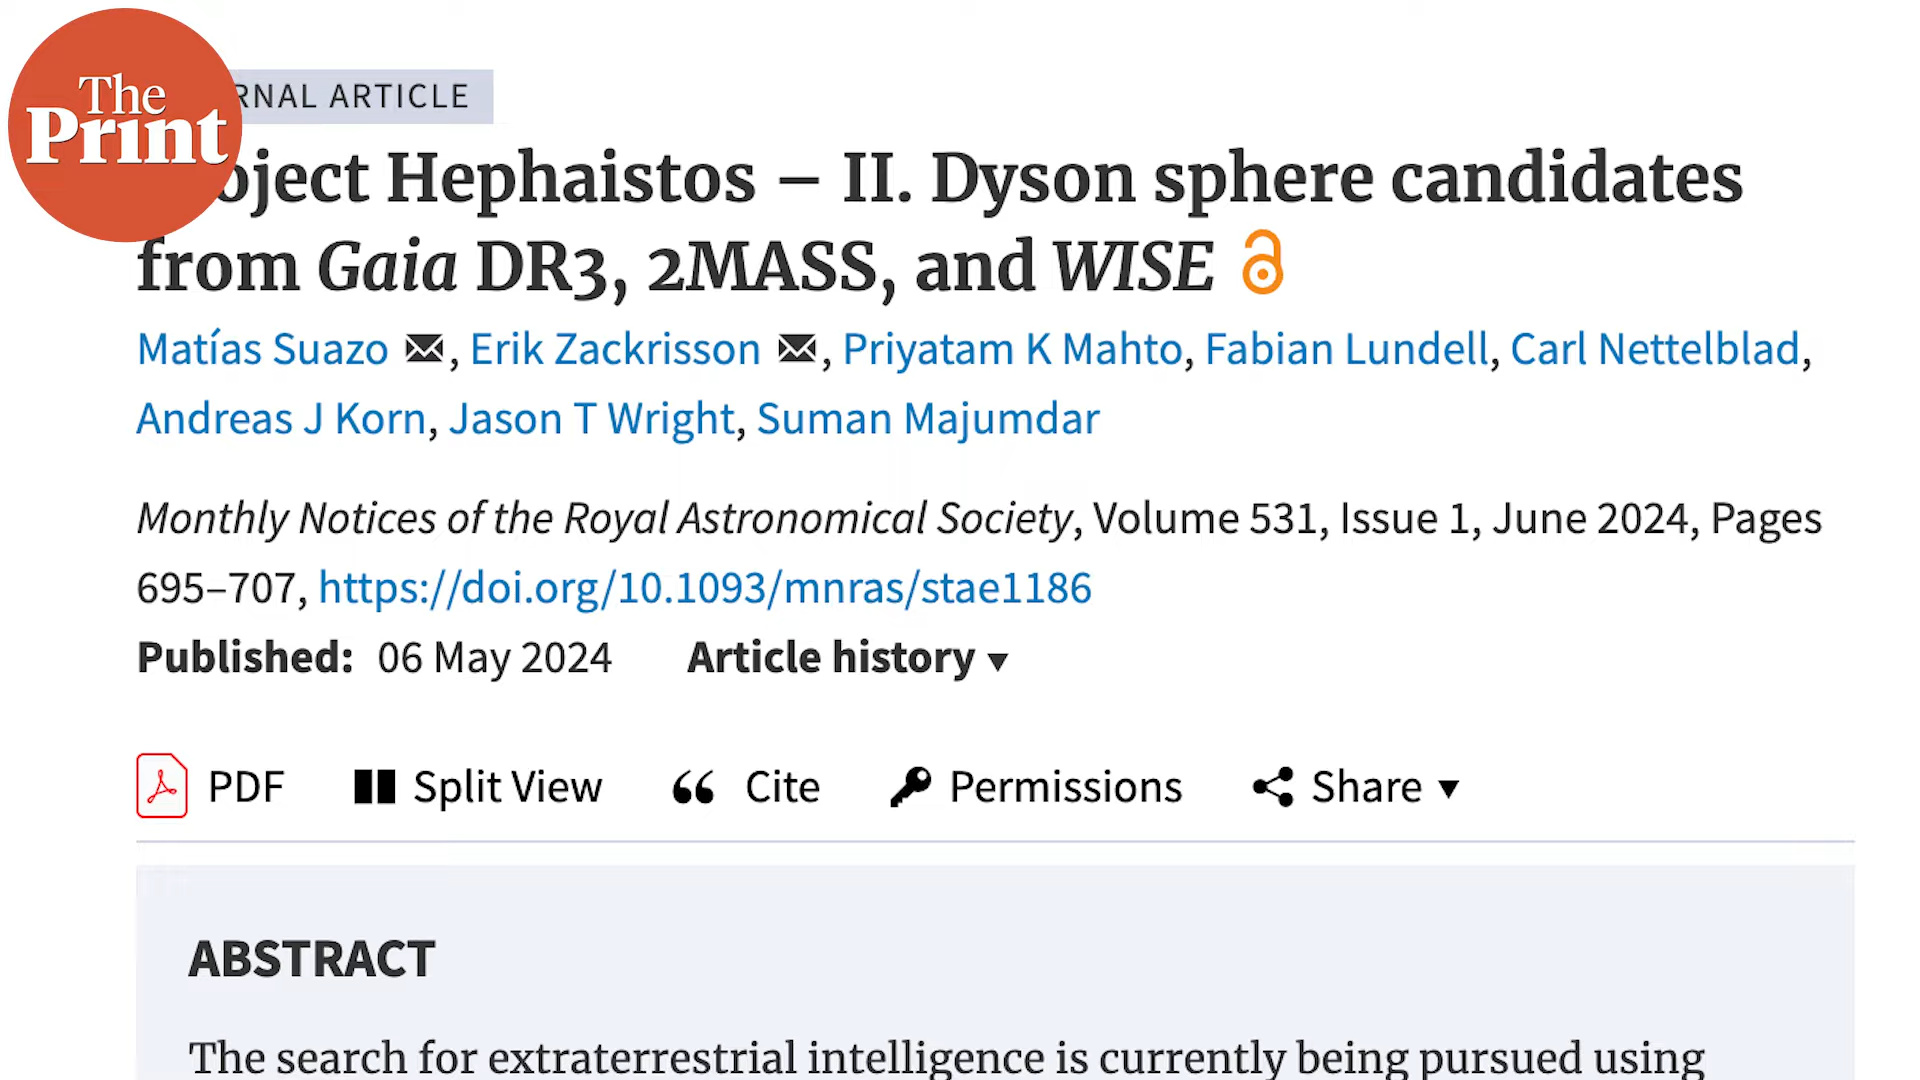 The
Print
RNAL ARTICLE
oject Hephaistos – II. Dyson sphere candidates
from Gaia DR3, 2MASS, and WISE
Matías Suazo, Erik Zackrisson, Priyatam K Mahto, Fabian Lundell, Carl Nettelblad,
Andreas J Korn, Jason T Wright, Suman Majumdar
Monthly Notices of the Royal Astronomical Society, Volume 531, Issue 1, June 2024, Pages
695–707, https://doi.org/10.1093/mnras/stae1186
Published: 06 May 2024 Article history
PDF Split View Cite Permissions Share
ABSTRACT
The search for extraterrestrial intelligence is currently being pursued using